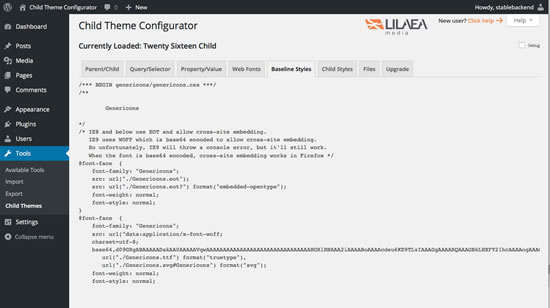 Child Theme Configurator
0
+ New
Howdy, stablebackend
Dashboard
Posts
Media
Pages
Comments
Appearance
Plugins
Users
Tools
Available Tools
Import
Export
Child Themes
Settings
Collapse menu
Child Theme Configurator
LILAEA
media
New user? Click help
Help
Currently Loaded: Twenty Sixteen Child
Debug
Parent/Child
Query/Selector
Property/Value
Web Fonts
Baseline Styles
Child Styles
Files
Upgrade
/*** BEGIN genericons/genericons.css ***/
/**
Genericons
*/
/* IE8 and below use EOT and allow cross-site embedding.
IE9 uses WOFF which is base64 encoded to allow cross-site embedding.
So unfortunately, IE9 will throw a console error, but it'll still work.
When the font is base64 encoded, cross-site embedding works in Firefox */
@font-face {
font-family: "Genericons";
src: url("./Genericons.eot");
src: url("./Genericons.eot?") format("embedded-opentype");
font-weight: normal;
font-style: normal;
}
@font-face {
font-family: "Genericons";
src: url("data:application/x-font-woff;
charset=utf-8;
url("./Genericons.ttf") format("truetype"),
url("./Genericons.svg#Genericons") format("svg");
font-weight: normal;
font-style: normal;